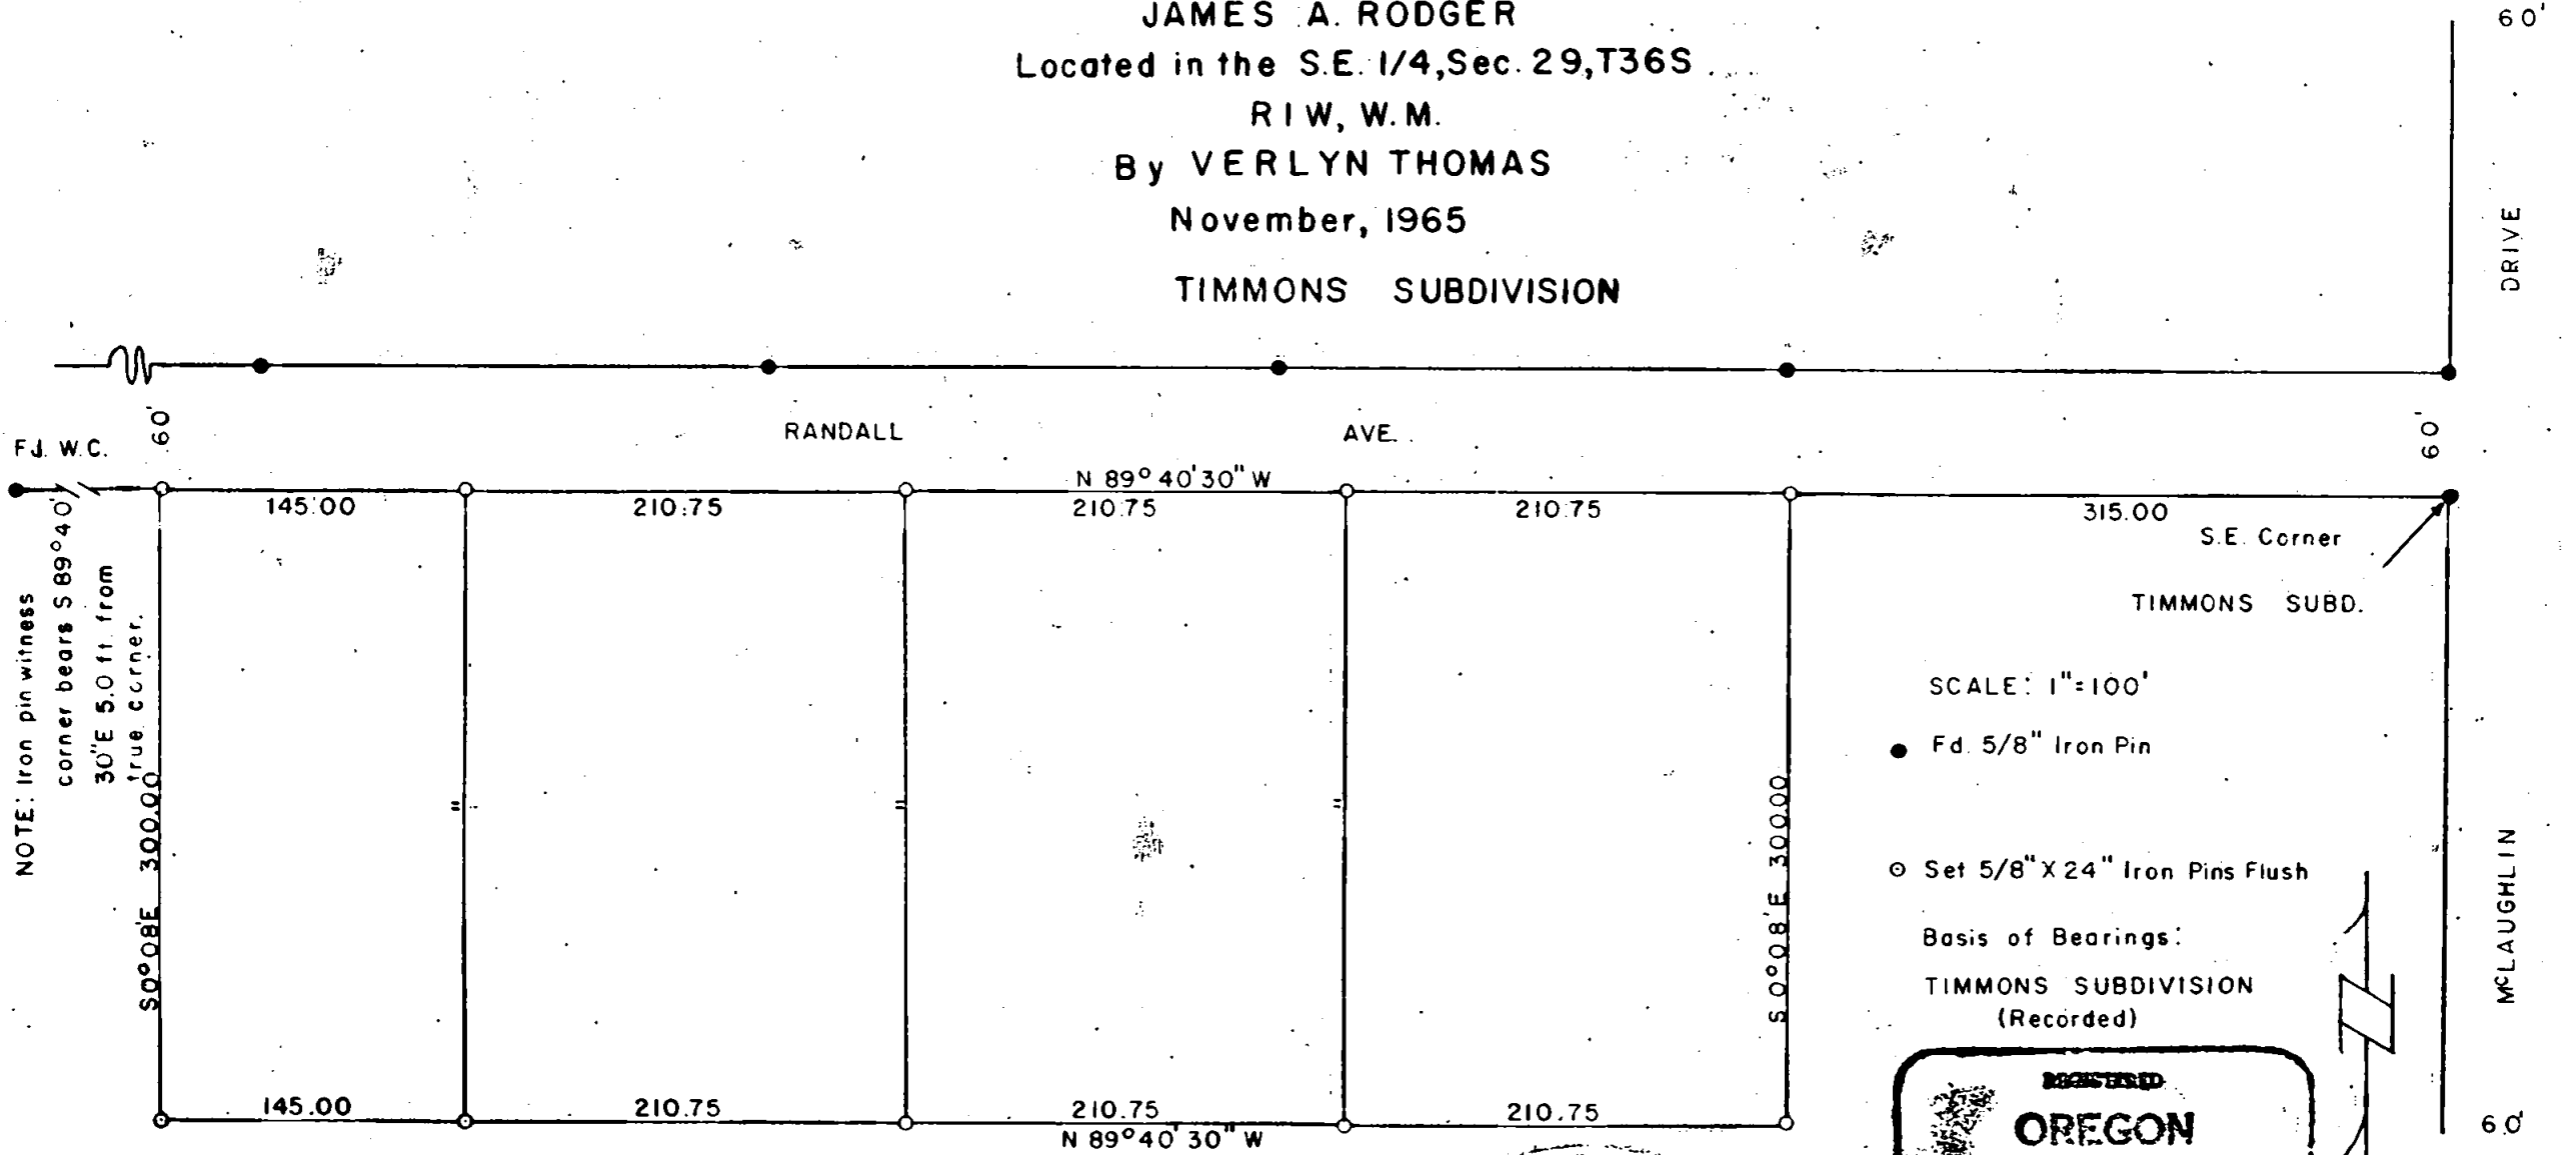 JAMES A. RODGER
Located in the S.E. 1/4, Sec. 29, T36S
R1W, W.M.
By VERLYN THOMAS
November, 1965
TIMMONS SUBDIVISION
60'
DRIVE
60'
RANDALL AVE.
60'
FJ. W.C.
N 89° 40' 30" W
145.00
210.75
210.75
210.75
315.00
S.E. Corner
TIMMONS SUBD.
NOTE: Iron pin witness
corner bears S 89° 40'
30"E 5.0 ft. from
true corner.
S 0° 08' E 300.00
"
"
"
S 0° 08' E 300.00
SCALE: 1"=100'
Fd. 5/8" Iron Pin
Set 5/8" X 24" Iron Pins Flush
Basis of Bearings:
TIMMONS SUBDIVISION
(Recorded)
McLAUGHLIN
60'
145.00
210.75
210.75
210.75
N 89° 40' 30" W
REGISTERED
OREGON